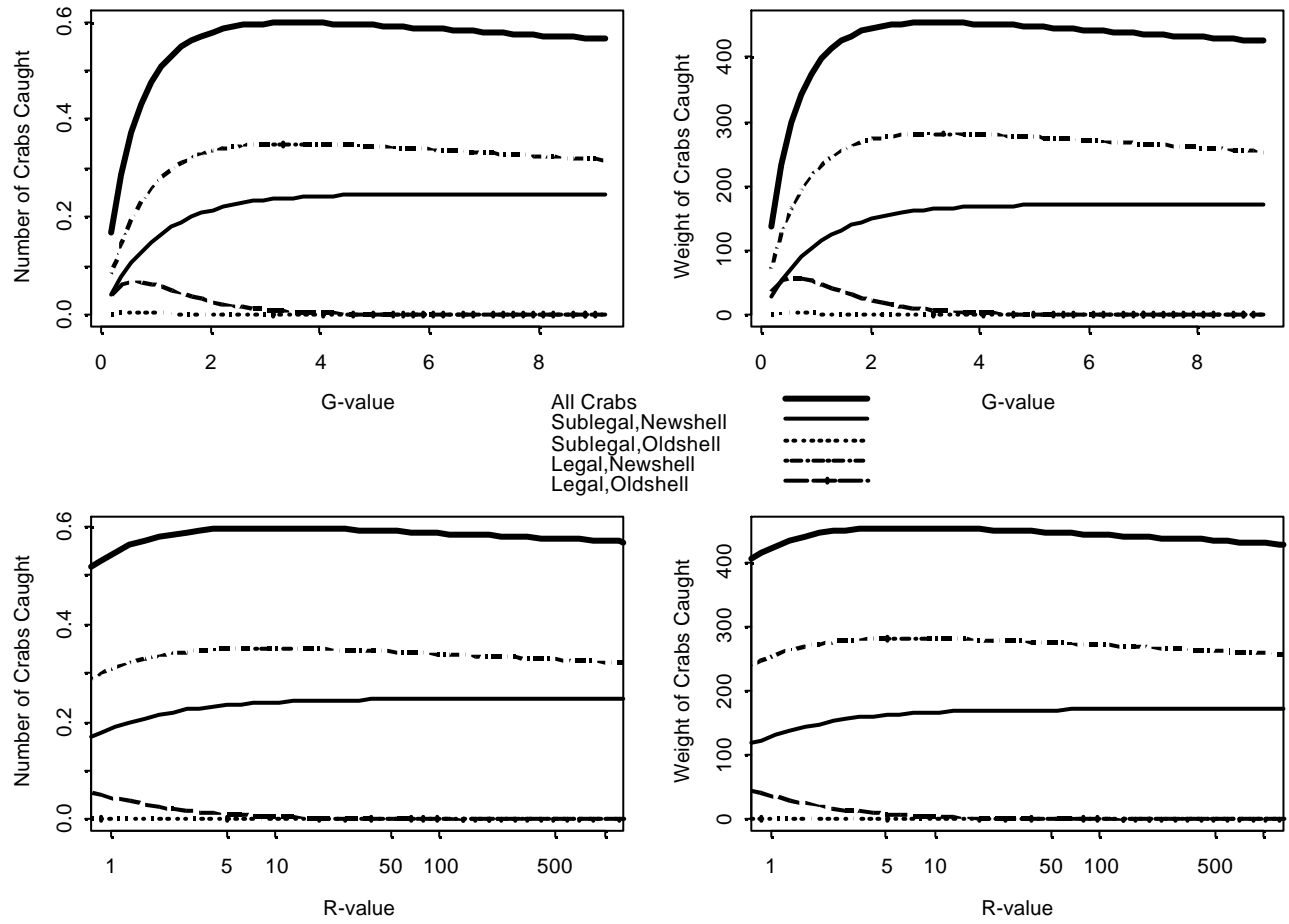 Number of Crabs Caught
0.0 0.2 0.4 0.6
0 2 4 6 8
G-value
Weight of Crabs Caught
0 100 200 300 400
0 2 4 6 8
G-value
All Crabs
Sublegal,Newshell
Sublegal,Oldshell
Legal,Newshell
Legal,Oldshell
Number of Crabs Caught
0.0 0.2 0.4 0.6
1 5 10 50 100 500
R-value
Weight of Crabs Caught
0 100 200 300 400
1 5 10 50 100 500
R-value